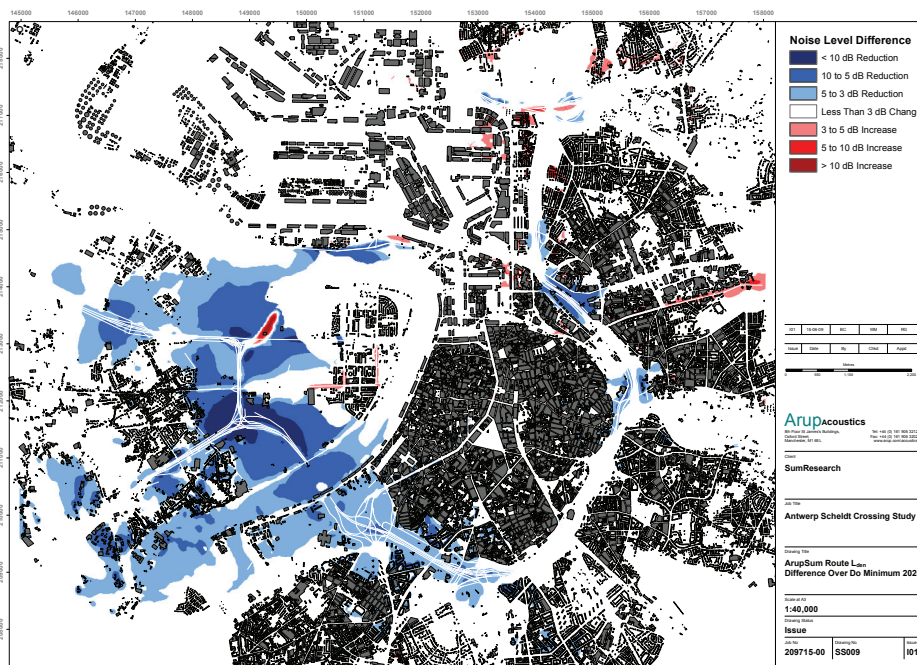 145000 147000 148000 149000 150000 151000 152000 153000 154000 155000 156000 157000 158000
Noise Level Difference
< 10 dB Reduction
10 to 5 dB Reduction
5 to 3 dB Reduction
Less Than 3 dB Chang
3 to 5 dB Increase
5 to 10 dB Increase
> 10 dB Increase
Issue Date By Chkd Appd
Metres
ArupAcoustics
Client
SumResearch
Job Title
Antwerp Scheldt Crossing Study
Drawing Title
ArupSum Route Lden
Difference Over Do Minimum 202
Scale at A3
1:40,000
Drawing Status
Issue
Job No Drawing No Issue
209715-00 SS009 I01